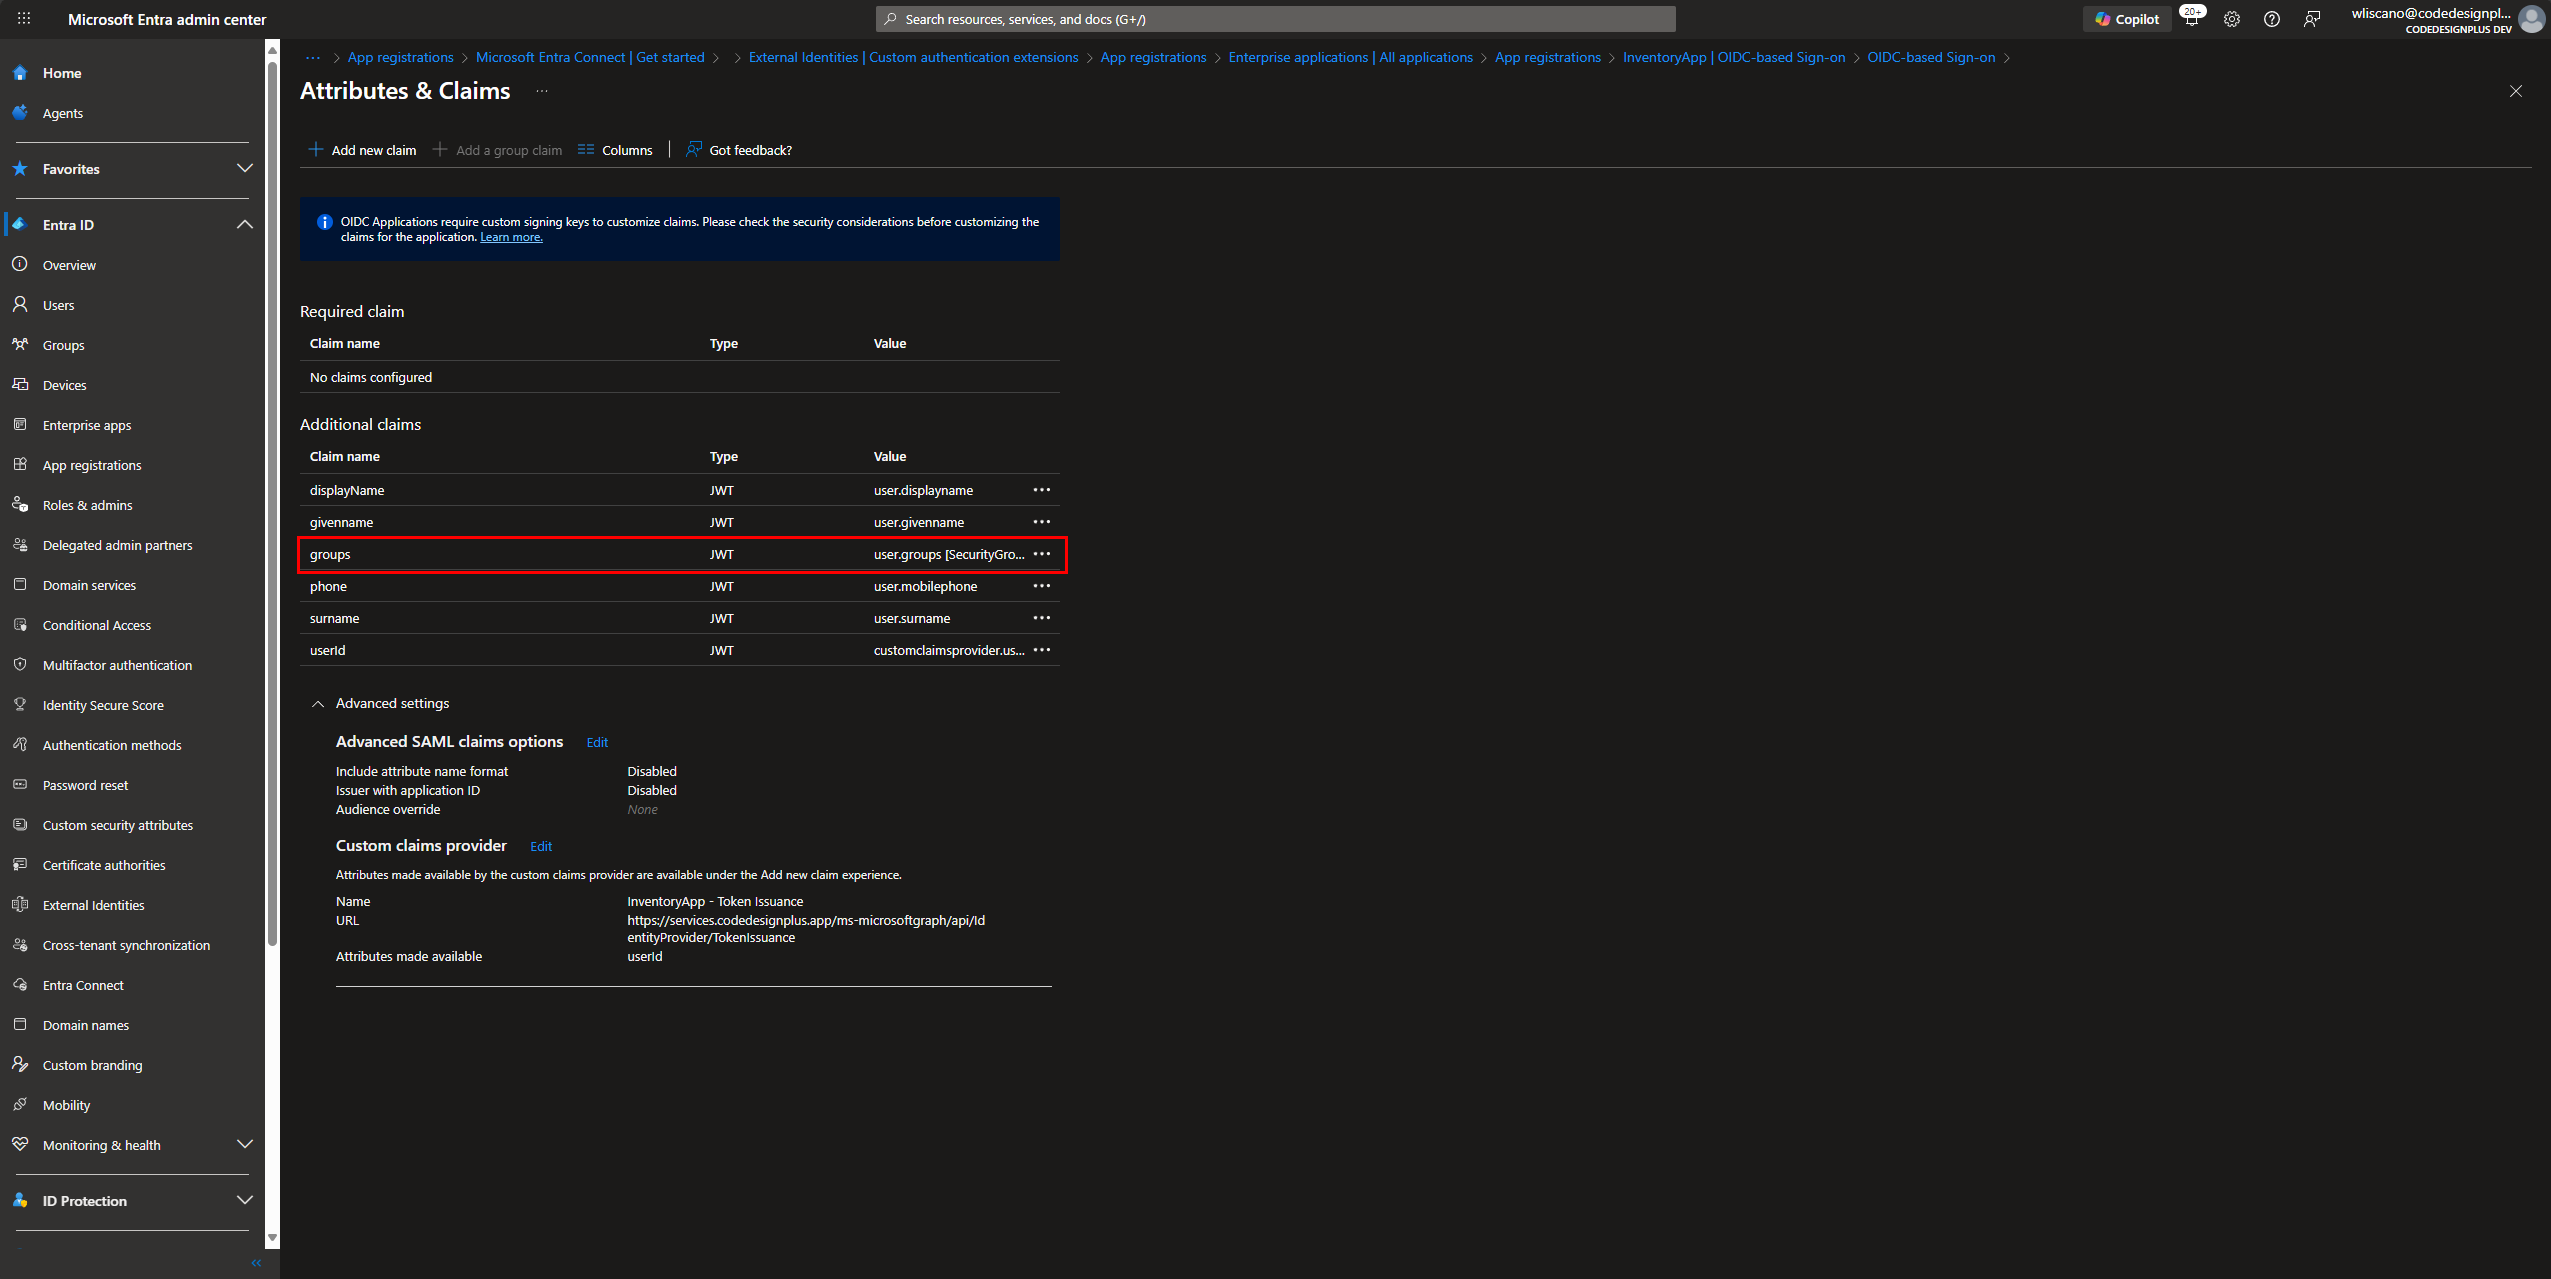 Microsoft Entra admin center
Search resources, services, and docs (G+/)
Copilot
20+
wliscano@codedesignpl...
CODEDESIGNPLUS DEV
Home
Agents
Favorites
Entra ID
Overview
Users
Groups
Devices
Enterprise apps
App registrations
Roles & admins
Delegated admin partners
Domain services
Conditional Access
Multifactor authentication
Identity Secure Score
Authentication methods
Password reset
Custom security attributes
Certificate authorities
External Identities
Cross-tenant synchronization
Entra Connect
Domain names
Custom branding
Mobility
Monitoring & health
ID Protection
... > App registrations > Microsoft Entra Connect | Get started > > External Identities | Custom authentication extensions > App registrations > Enterprise applications | All applications > App registrations > InventoryApp | OIDC-based Sign-on > OIDC-based Sign-on >
Attributes & Claims ...
Add new claim Add a group claim Columns | Got feedback?
OIDC Applications require custom signing keys to customize claims. Please check the security considerations before customizing the
claims for the application. Learn more.
Required claim
Claim name Type Value
No claims configured
Additional claims
Claim name Type Value
displayName JWT user.displayname ...
givenname JWT user.givenname ...
groups JWT user.groups [SecurityGro... ...
phone JWT user.mobilephone ...
surname JWT user.surname ...
userId JWT customclaimsprovider.us... ...
Advanced settings
Advanced SAML claims options Edit
Include attribute name format Disabled
Issuer with application ID Disabled
Audience override None
Custom claims provider Edit
Attributes made available by the custom claims provider are available under the Add new claim experience.
Name InventoryApp - Token Issuance
URL https://services.codedesignplus.app/ms-microsoftgraph/api/Id
entityProvider/TokenIssuance
Attributes made available userId